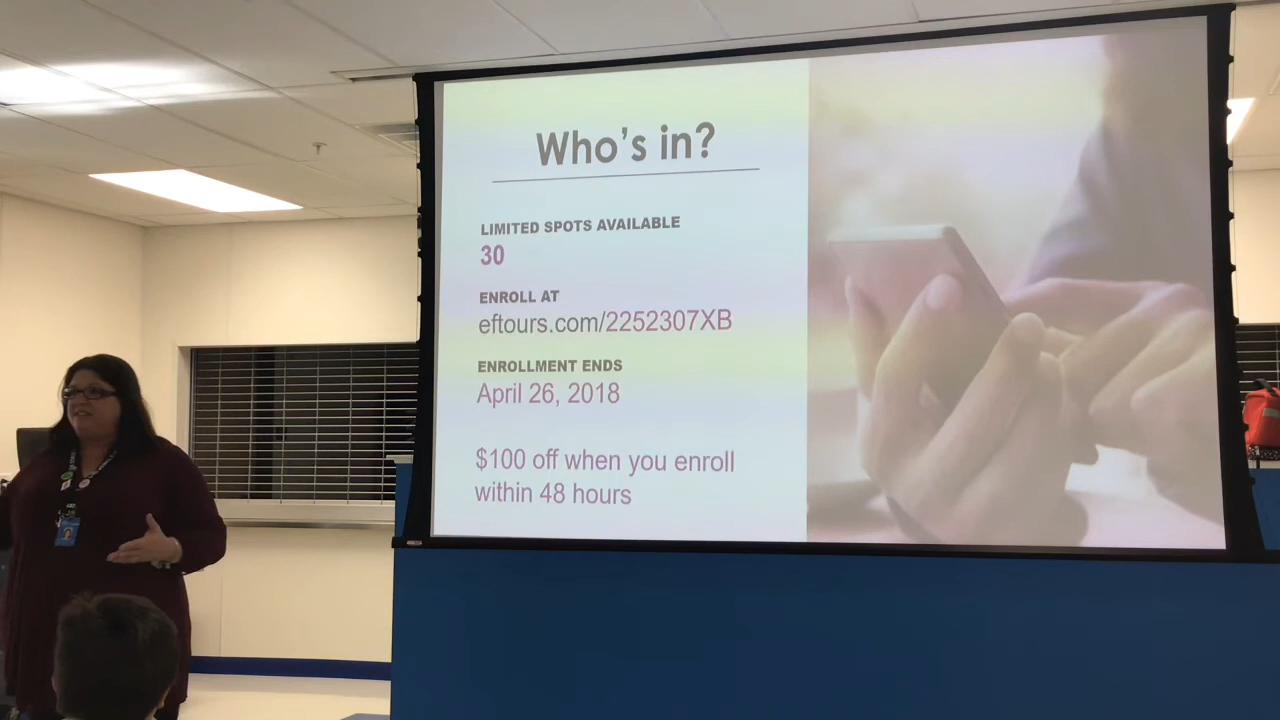 Who's in?
LIMITED SPOTS AVAILABLE
30
ENROLL AT
eftours.com/2252307XB
ENROLLMENT ENDS
April 26, 2018
$100 off when you enroll
within 48 hours